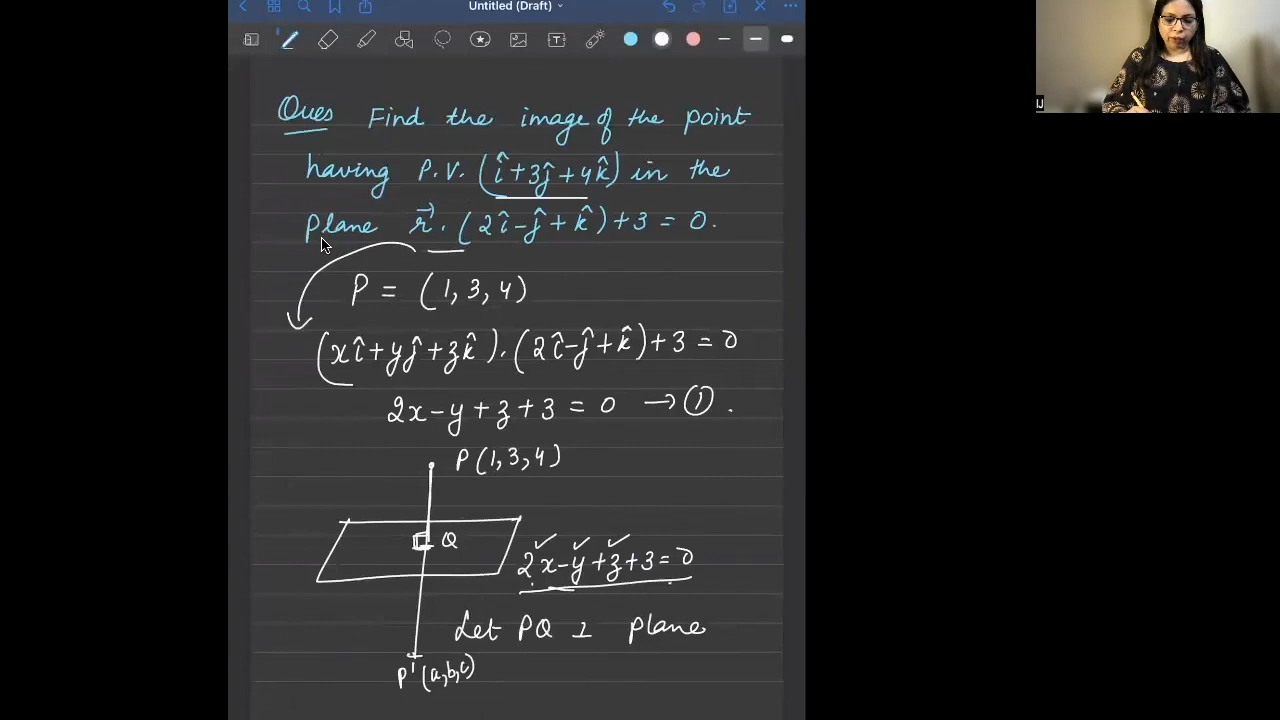 Untitled (Draft)
IJ
Ques Find the image of the point
having P.V. (î+3ĵ+4k̂) in the
plane r⃗.(2î-ĵ+k̂)+3=0.
P = (1,3,4)
(xî+yĵ+zk̂).(2î-ĵ+k̂)+3=0
2x-y+z+3=0 → ①.
P(1,3,4)
Q
2x-y+z+3=0
Let PQ ⊥ plane
P'(a,b,c)